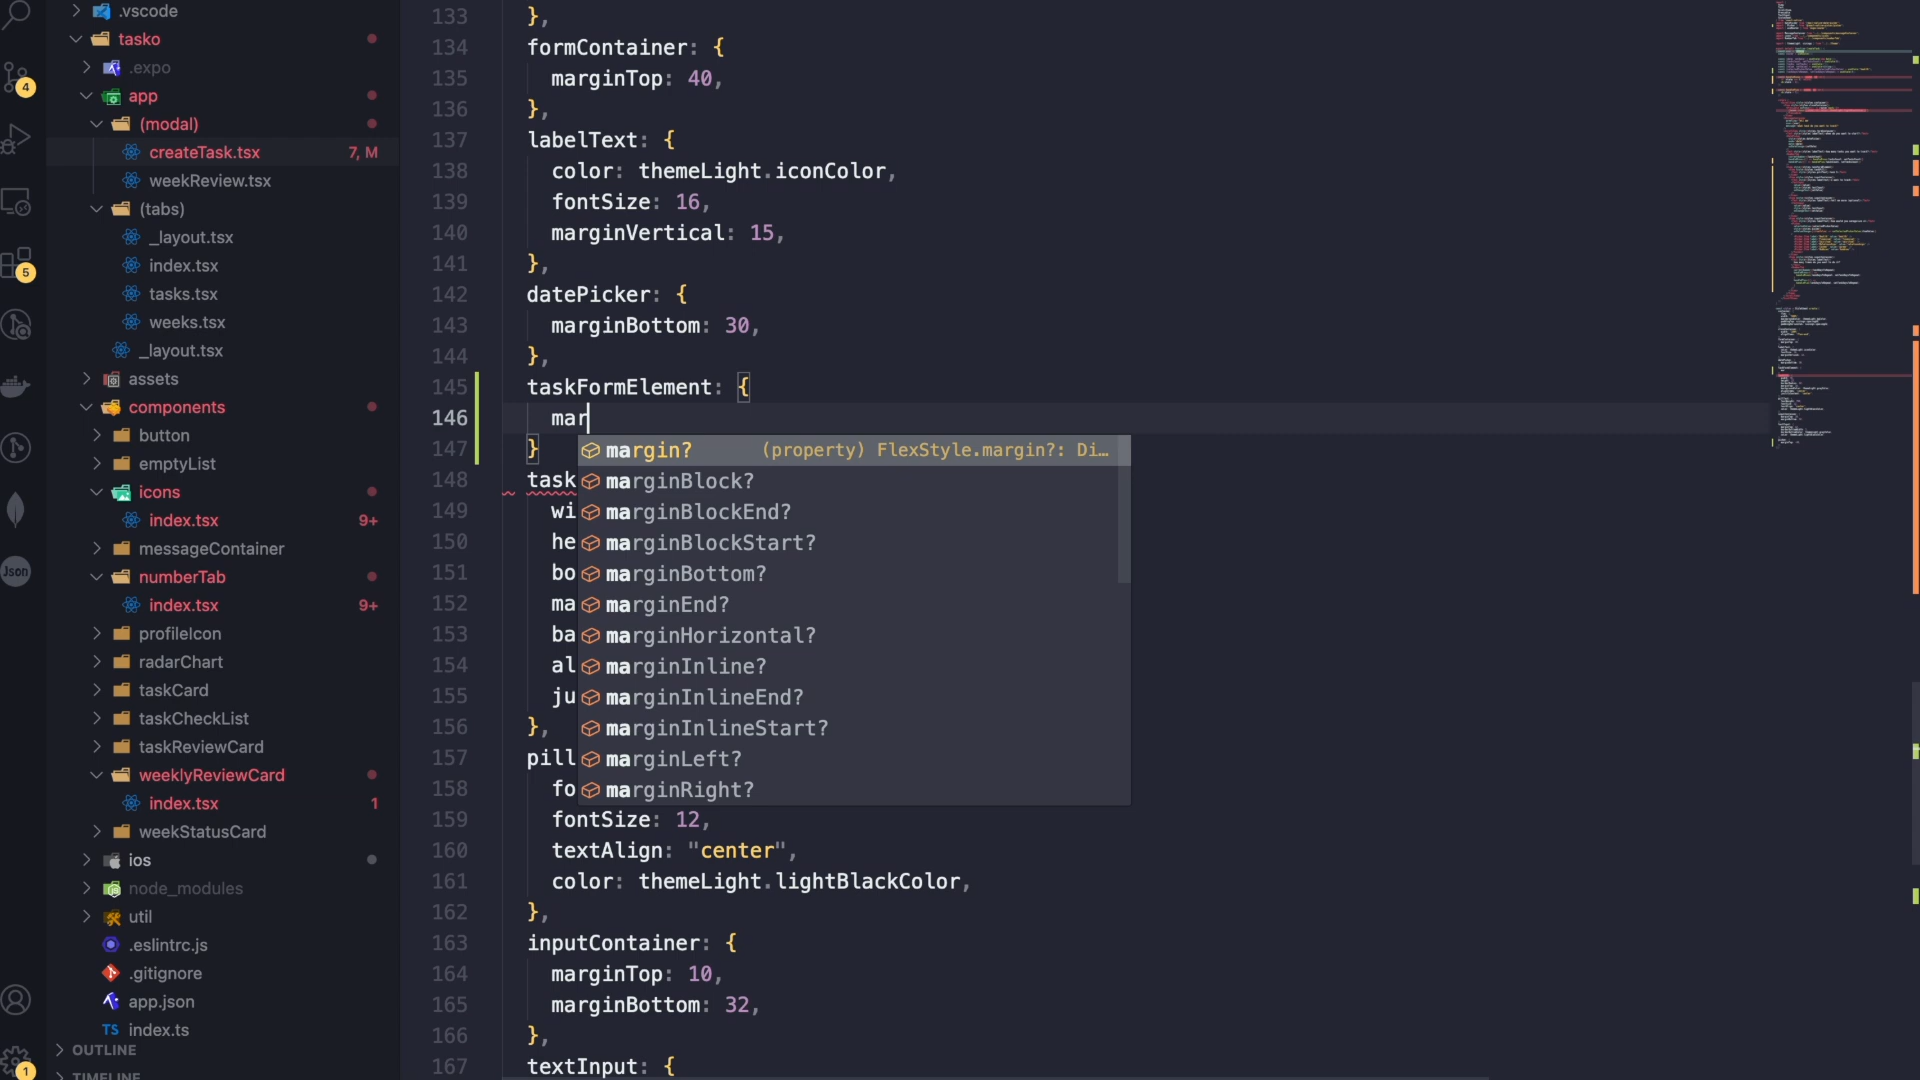 .vscode
tasko
.expo
app
(modal)
createTask.tsx 7, M
weekReview.tsx
(tabs)
_layout.tsx
index.tsx
tasks.tsx
weeks.tsx
_layout.tsx
assets
components
button
emptyList
icons
index.tsx 9+
messageContainer
numberTab
index.tsx 9+
profileIcon
radarChart
taskCard
taskCheckList
taskReviewCard
weeklyReviewCard
index.tsx 1
weekStatusCard
ios
node_modules
util
.eslintrc.js
.gitignore
app.json
TS index.ts
OUTLINE
TIMELINE
4
5
Json
1
133 },
134 formContainer: {
135 marginTop: 40,
136 },
137 labelText: {
138 color: themeLight.iconColor,
139 fontSize: 16,
140 marginVertical: 15,
141 },
142 datePicker: {
143 marginBottom: 30,
144 },
145 taskFormElement: {
146 mar
147 }
148 task
149 wi
150 he
151 bo
152 ma
153 ba
154 al
155 ju
156 },
157 pill
158 fo
159 fontSize: 12,
160 textAlign: "center",
161 color: themeLight.lightBlackColor,
162 },
163 inputContainer: {
164 marginTop: 10,
165 marginBottom: 32,
166 },
167 textInput: {
margin? (property) FlexStyle.margin?: Di…
marginBlock?
marginBlockEnd?
marginBlockStart?
marginBottom?
marginEnd?
marginHorizontal?
marginInline?
marginInlineEnd?
marginInlineStart?
marginLeft?
marginRight?